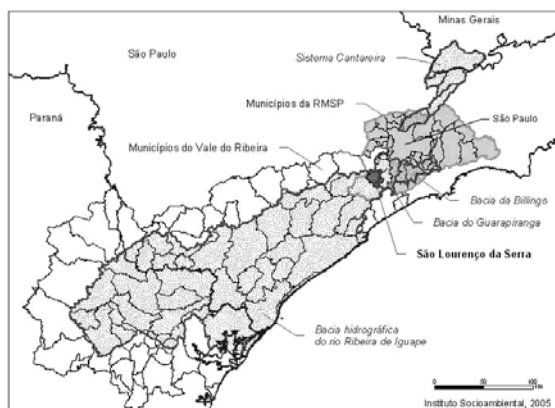 Minas Gerais
São Paulo
Sistema Cantareira
Municípios da RMSP
Paraná
São Paulo
Municípios do Vale do Ribeira
Bacia da Billings
Bacia do Guarapiranga
São Lourenço da Serra
Bacia hidrográfica
do rio Ribeira de Iguape
0
50
100
Instituto Socioambiental, 2005